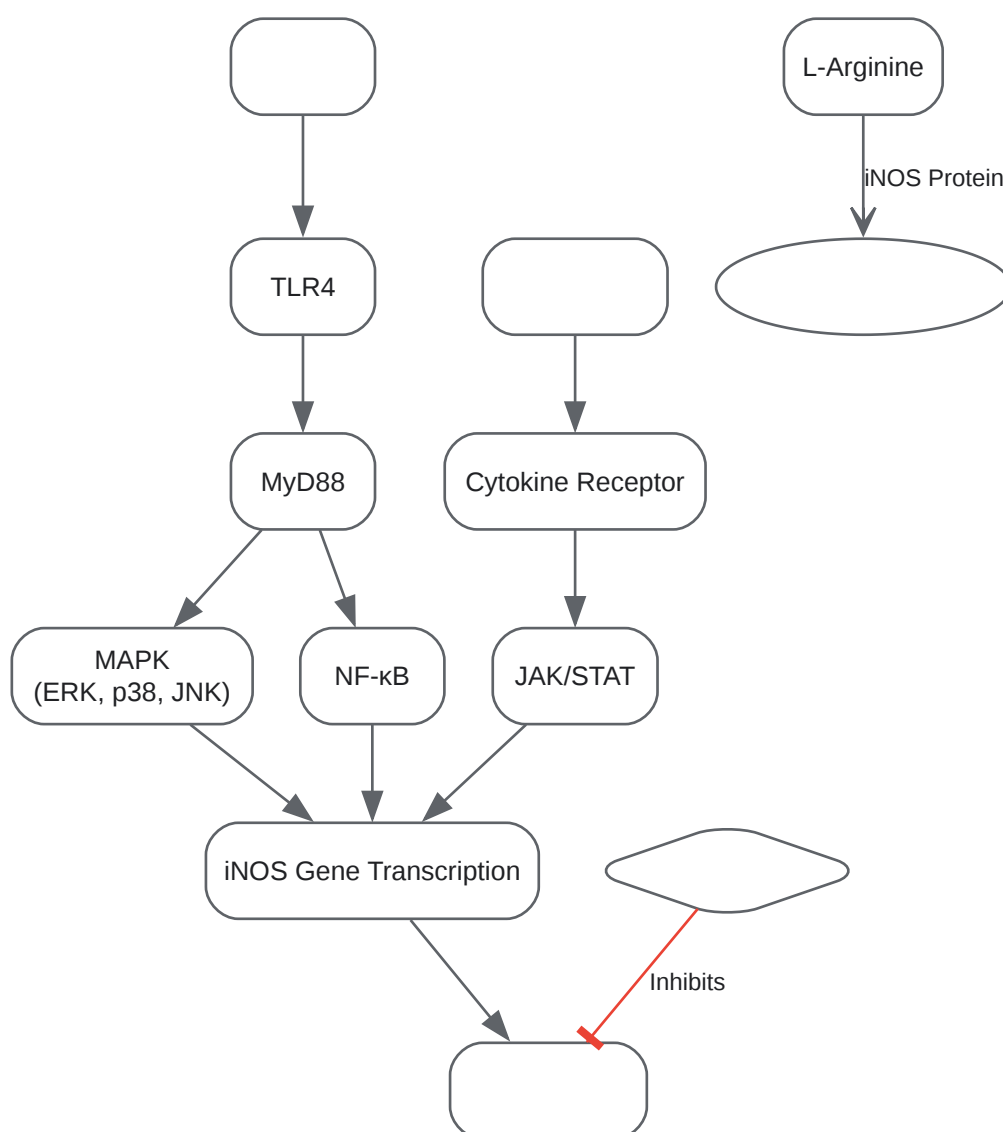 L-Arginine
iNOS Protein
TLR4
MyD88
Cytokine Receptor
MAPK
(ERK, p38, JNK)
NF-κB
JAK/STAT
iNOS Gene Transcription
Inhibits